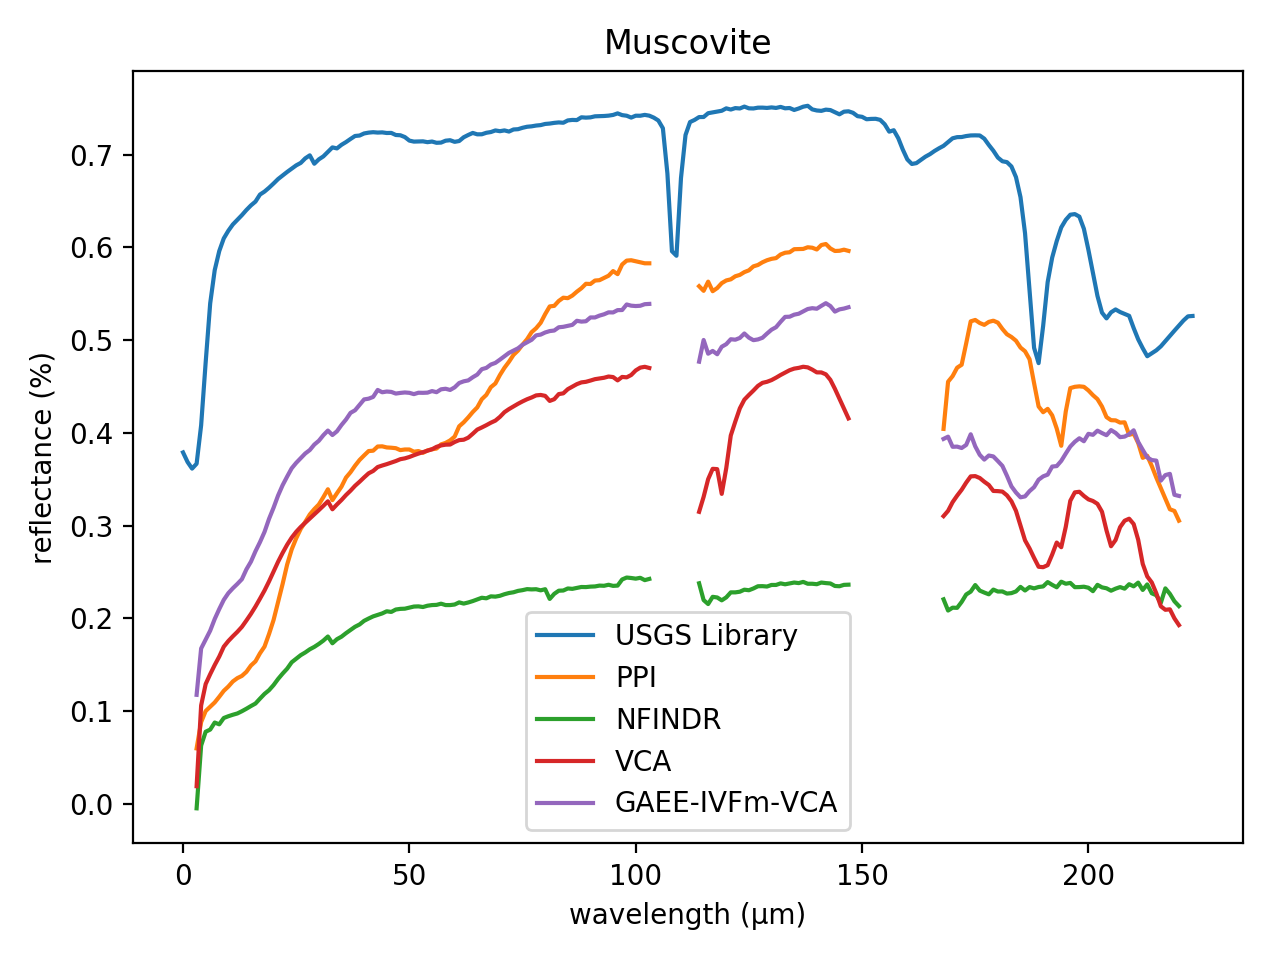 Muscovite
reflectance (%)
0.7
0.6
0.5
0.4
0.3
0.2
0.1
0.0
USGS Library
PPI
NFINDR
VCA
GAEE-IVFm-VCA
0 50 100 150 200
wavelength (μm)